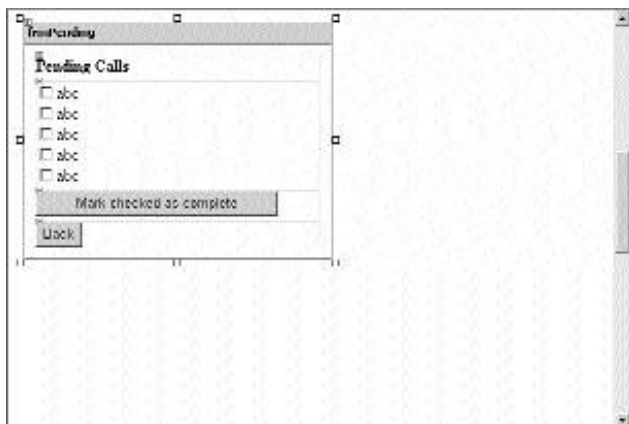 frmPending
Pending Calls
abc
abc
abc
abc
abc
Mark checked as complete
Back